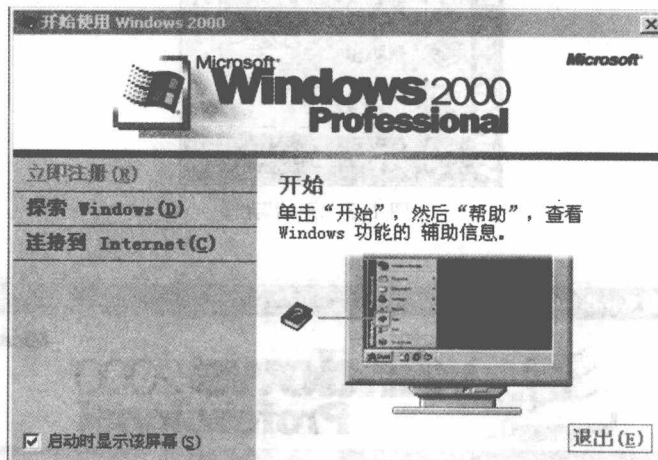 开始使用 Windows 2000
Microsoft
Microsoft
Windows 2000
Professional
立即注册(R)
探索 Windows(D)
连接到 Internet(C)
开始
单击“开始”，然后“帮助”，查看
Windows 功能的 辅助信息。
启动时显示该屏幕(S)
退出(E)